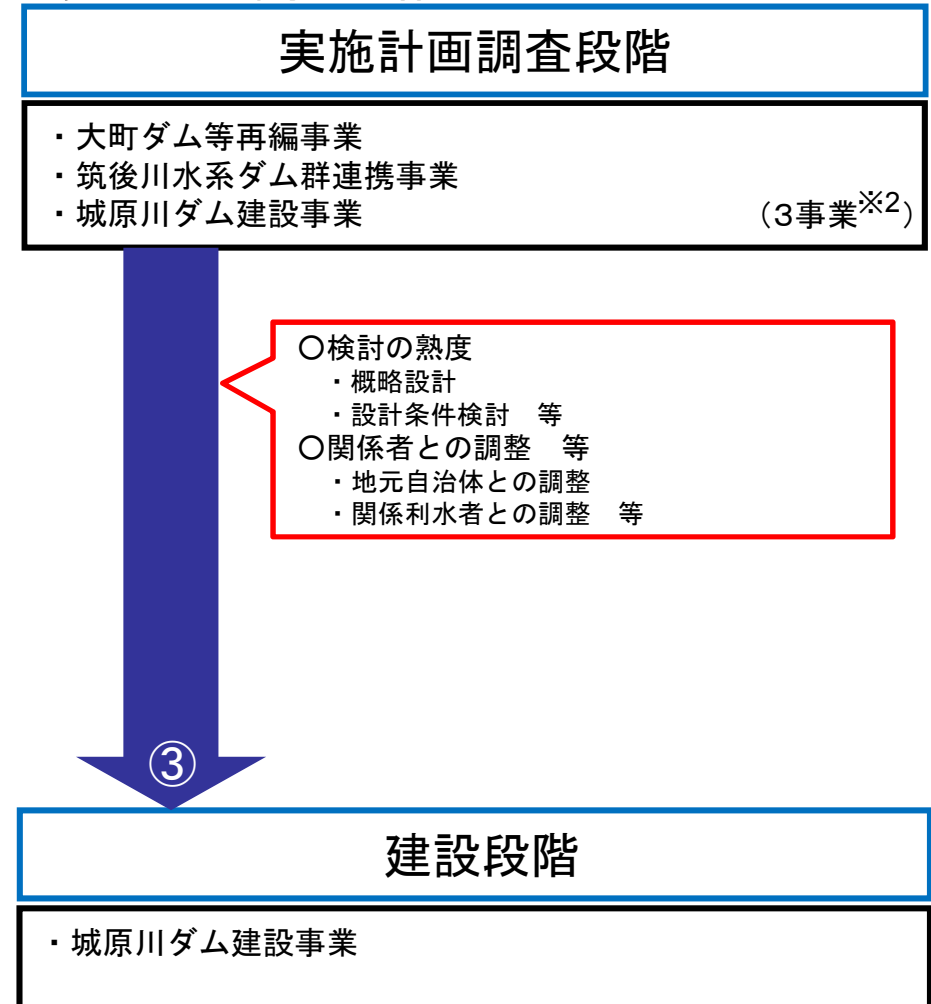 実施計画調査段階
・大町ダム等再編事業
・筑後川水系ダム群連携事業
・城原川ダム建設事業 (3事業※2)
〇検討の熟度
・概略設計
・設計条件検討 等
〇関係者との調整 等
・地元自治体との調整
・関係利水者との調整 等
③
建設段階
・城原川ダム建設事業